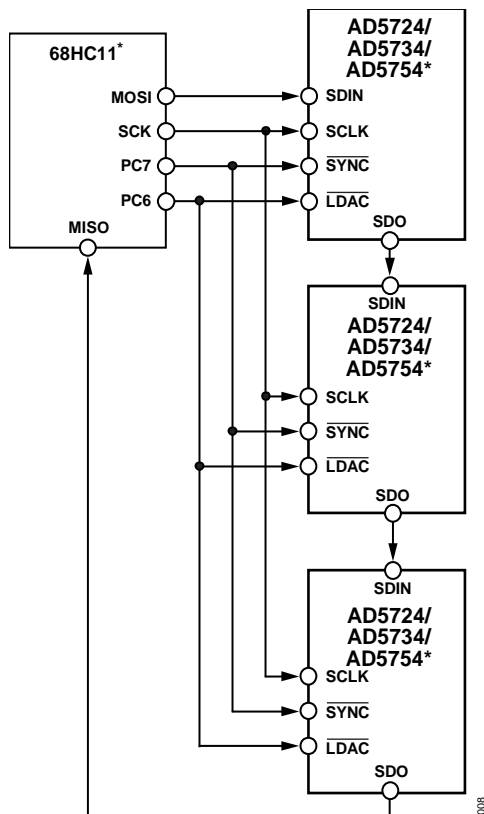 68HC11*
MOSI
SCK
PC7
PC6
MISO
AD5724/
AD5734/
AD5754*
SDIN
SCLK
SYNC
LDAC
SDO
SDIN
AD5724/
AD5734/
AD5754*
SCLK
SYNC
LDAC
SDO
SDIN
AD5724/
AD5734/
AD5754*
SCLK
SYNC
LDAC
SDO
008